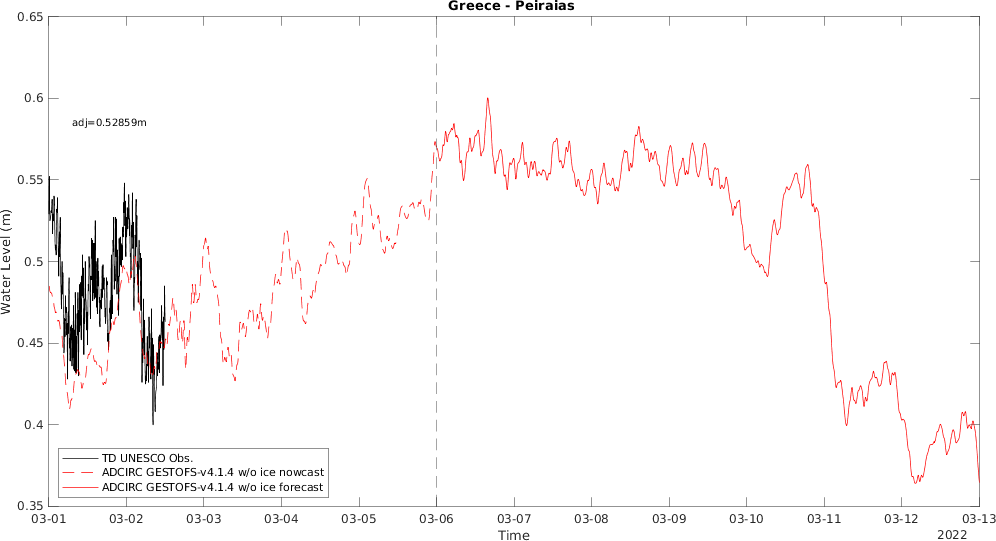 Greece - Peiraias
0.65
0.6
0.55
0.5
0.45
0.4
0.35
Water Level (m)
adj=0.52859m
TD UNESCO Obs.
ADCIRC GESTOFS-v4.1.4 w/o ice nowcast
ADCIRC GESTOFS-v4.1.4 w/o ice forecast
03-01 03-02 03-03 03-04 03-05 03-06 03-07 03-08 03-09 03-10 03-11 03-12 03-13
Time
2022